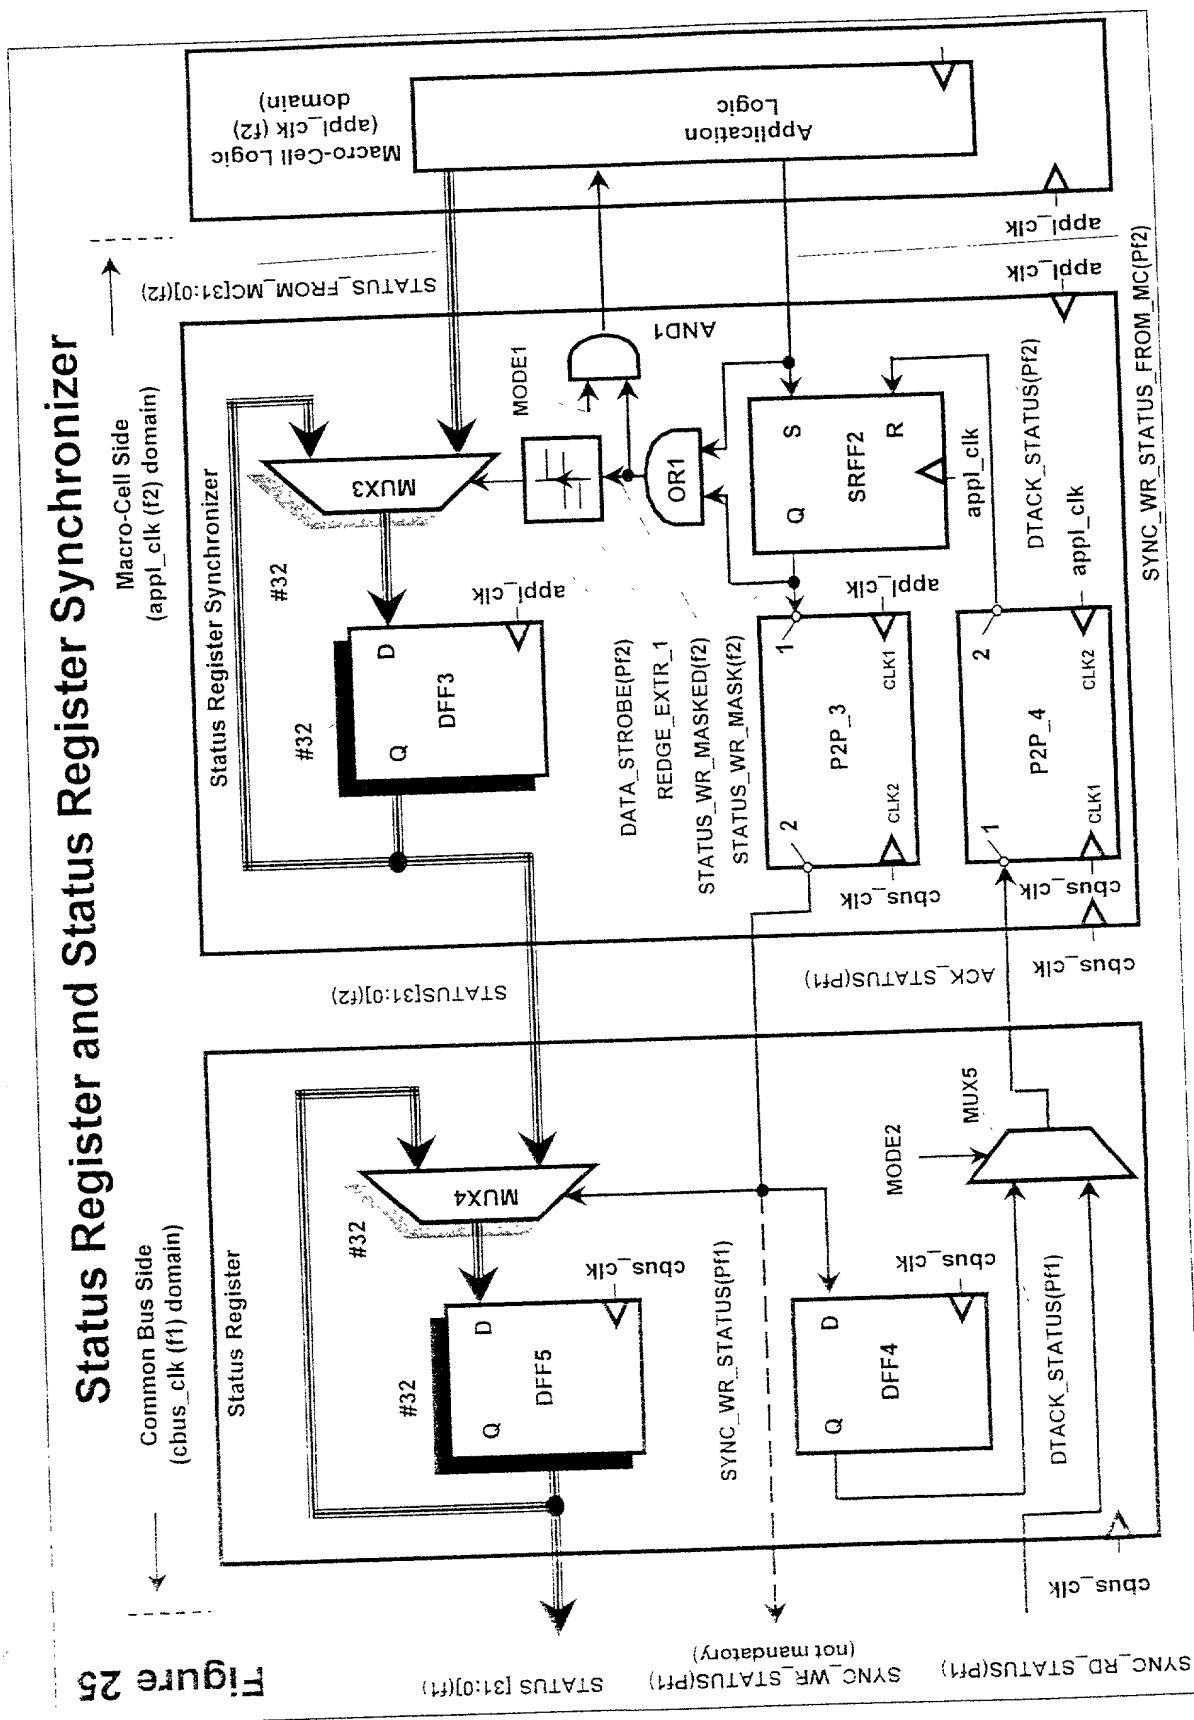 Figure 25
Status Register and Status Register Synchronizer
Common Bus Side
(cbus_clk (f1) domain)
Macro-Cell Side
(appl_clk (f2) domain)
Status Register
#32
MUX4
#32
D
Q
DFF5
cbus_clk
STATUS [31:0](f1)
SYNC_WR_STATUS(Pf1)
SYNC_WR_STATUS(Pf1)
(not mandatory)
D
Q
DFF4
cbus_clk
MODE2
MUX5
DTACK_STATUS(Pf1)
SYNC_RD_STATUS(Pf1)
cbus_clk
STATUS[31:0](f2)
ACK_STATUS(Pf1)
cbus_clk
Status Register Synchronizer
#32
MUX3
#32
D
Q
DFF3
appl_clk
MODE1
AND1
OR1
DATA_STROBE(Pf2)
REDGE_EXTR_1
STATUS_WR_MASKED(f2)
STATUS_WR_MASK(f2)
S
Q
R
SRFF2
appl_clk
2
1
P2P_3
CLK2
CLK1
cbus_clk
appl_clk
1
2
P2P_4
CLK1
CLK2
cbus_clk
appl_clk
DTACK_STATUS(Pf2)
SYNC_WR_STATUS_FROM_MC(Pf2)
STATUS_FROM_MC[31:0](f2)
appl_clk
appl_clk
Macro-Cell Logic
(appl_clk (f2)
domain)
Application
Logic